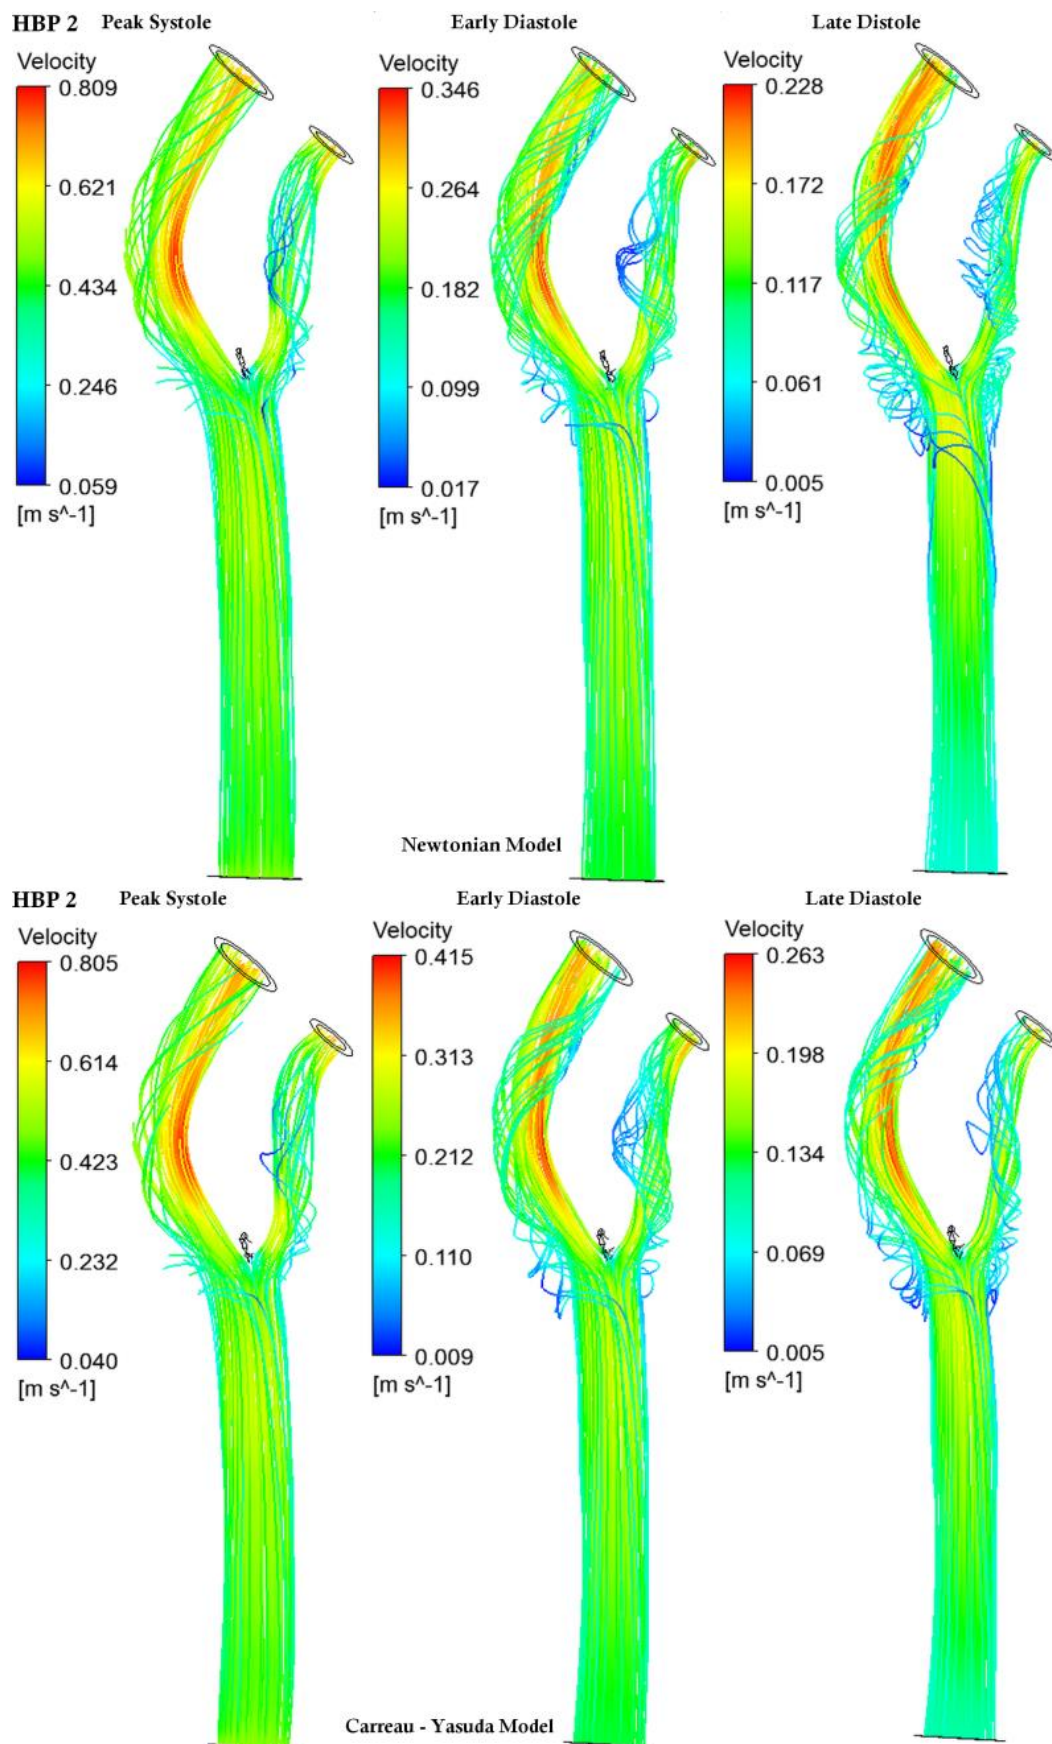 HBP 2 Peak Systole Early Diastole Late Distole
Velocity Velocity Velocity
0.809 0.346 0.228
0.621 0.264 0.172
0.434 0.182 0.117
0.246 0.099 0.061
0.059 0.017 0.005
[m s^-1] [m s^-1] [m s^-1]
Newtonian Model
HBP 2 Peak Systole Early Diastole Late Diastole
Velocity Velocity Velocity
0.805 0.415 0.263
0.614 0.313 0.198
0.423 0.212 0.134
0.232 0.110 0.069
0.040 0.009 0.005
[m s^-1] [m s^-1] [m s^-1]
Carreau - Yasuda Model